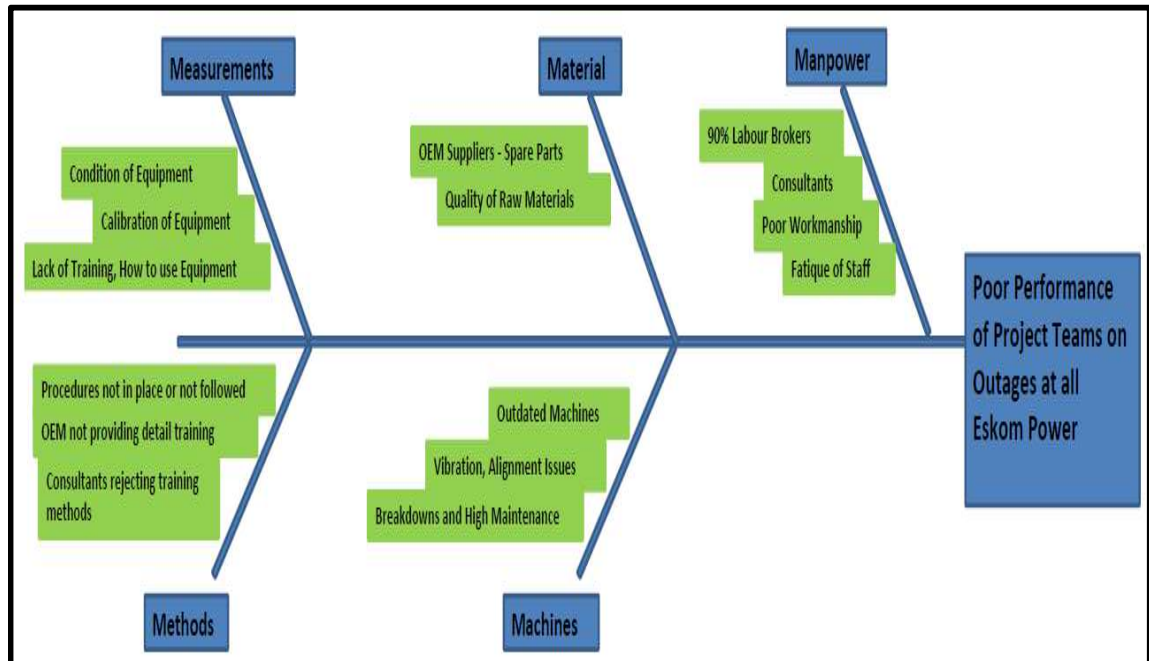 Measurements
Material
Manpower
Condition of Equipment
Calibration of Equipment
Lack of Training, How to use Equipment
OEM Suppliers - Spare Parts
Quality of Raw Materials
90% Labour Brokers
Consultants
Poor Workmanship
Fatique of Staff
Poor Performance
of Project Teams on
Outages at all
Eskom Power
Procedures not in place or not followed
OEM not providing detail training
Consultants rejecting training
methods
Outdated Machines
Vibration, Alignment Issues
Breakdowns and High Maintenance
Methods
Machines